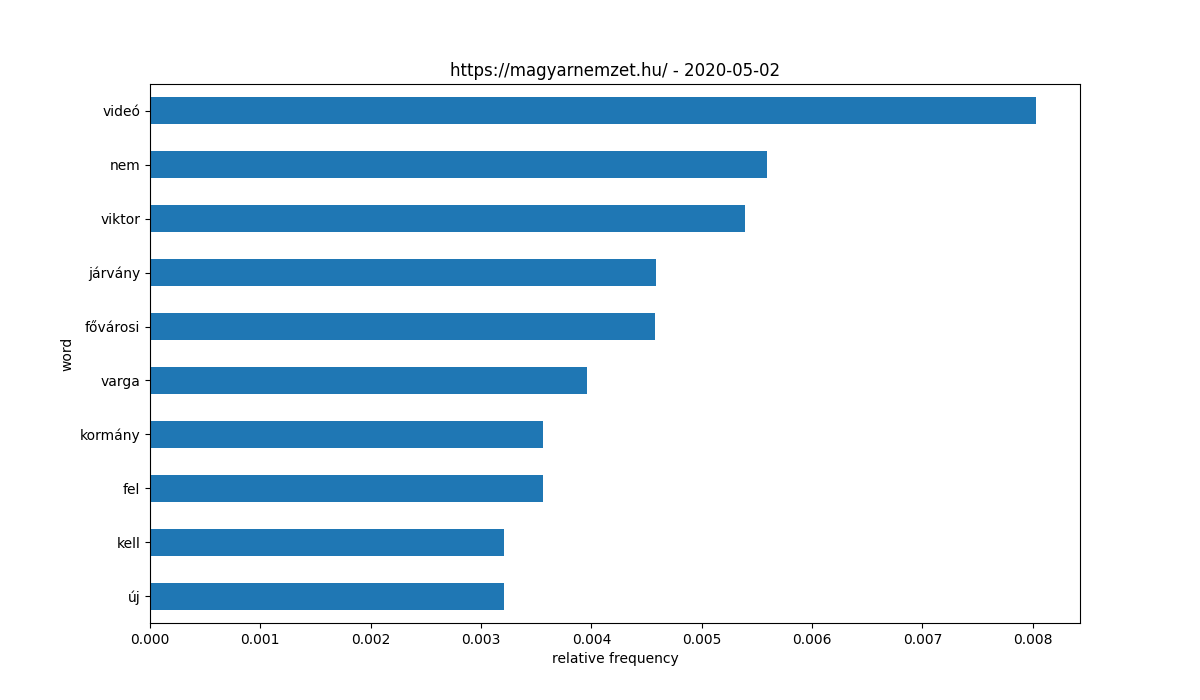 https://magyarnemzet.hu/ - 2020-05-02
videó
nem
viktor
járvány
fővárosi
varga
kormány
fel
kell
új
word
0.000 0.001 0.002 0.003 0.004 0.005 0.006 0.007 0.008
relative frequency